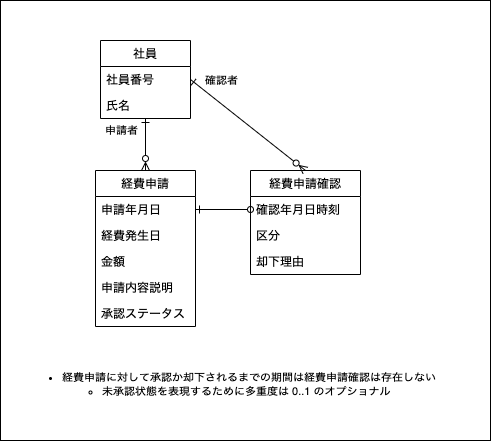 社員
社員番号
氏名
確認者
申請者
経費申請
申請年月日
経費発生日
金額
申請内容説明
承認ステータス
経費申請確認
確認年月日時刻
区分
却下理由
経費申請に対して承認か却下されるまでの期間は経費申請確認は存在しない
未承認状態を表現するために多重度は 0..1 のオプショナル